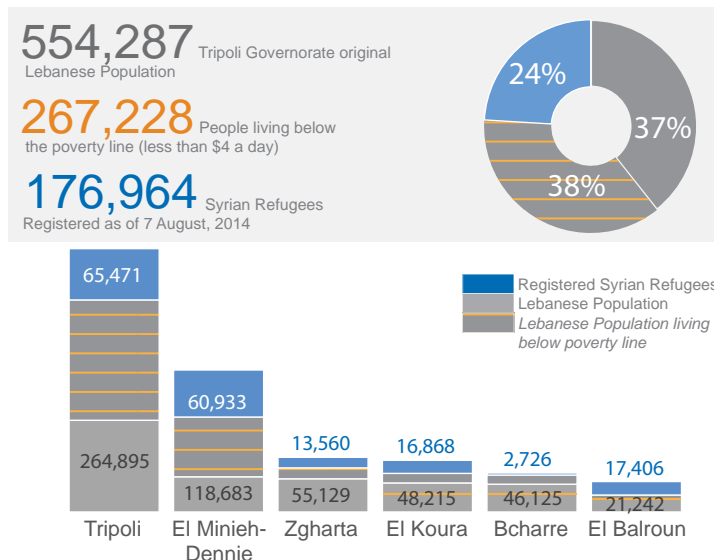 554,287 Tripoli Governorate original
Lebanese Population
267,228 People living below
the poverty line (less than $4 a day)
176,964 Syrian Refugees
Registered as of 7 August, 2014
24%
37%
38%
Registered Syrian Refugees
Lebanese Population
Lebanese Population living
below poverty line
65,471
264,895
60,933
118,683
13,560
55,129
16,868
48,215
2,726
46,125
17,406
21,242
Tripoli
El Minieh-
Dennie
Zgharta
El Koura
Bcharre
El Balroun